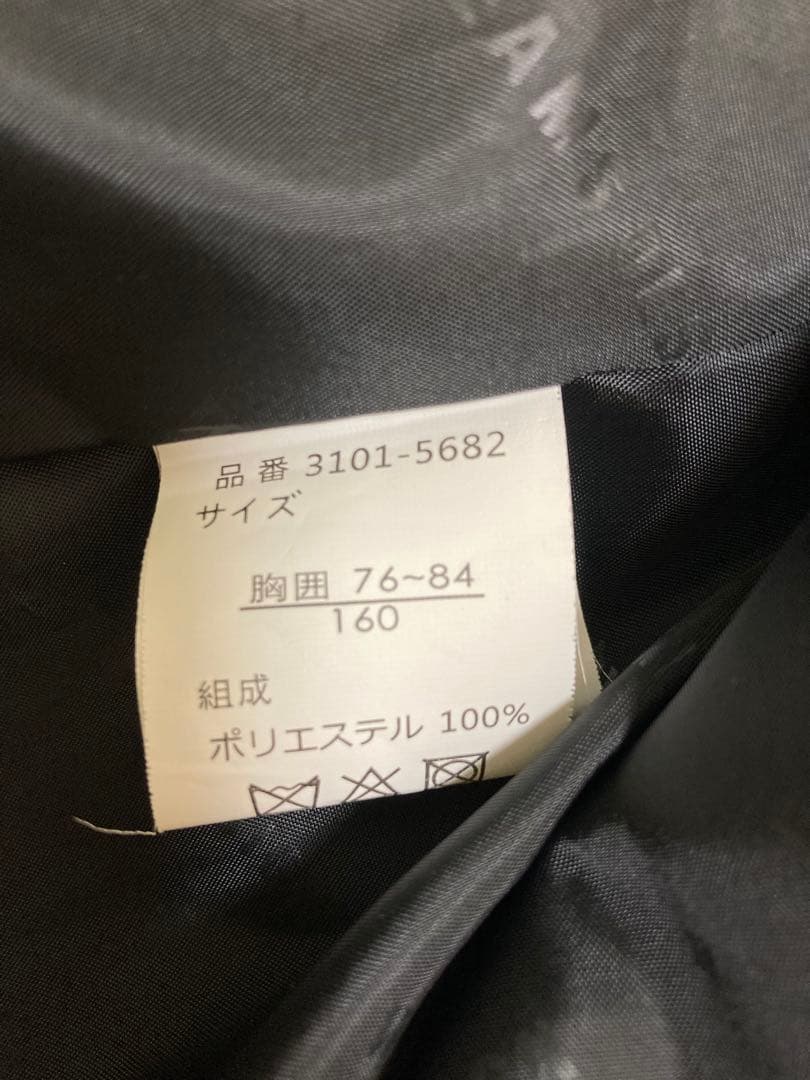 品番 3101-5682
サイズ
胸囲 76~84
160
組成
ポリエステル 100%